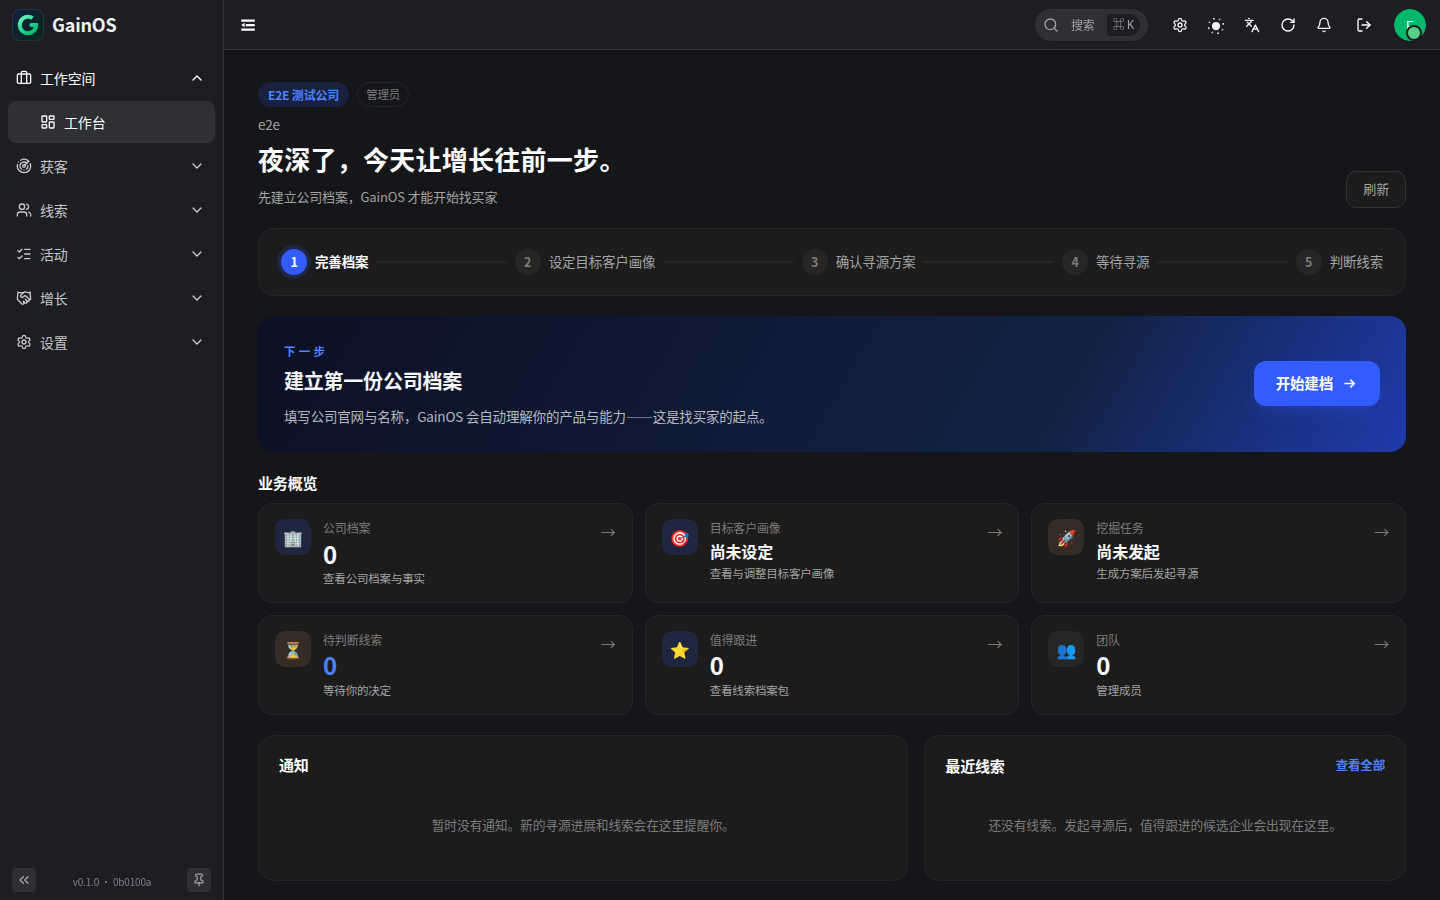 GainOS
搜索
⌘ K
工作空间
工作台
获客
线索
活动
增长
设置
v0.1.0 • 0b0100a
E2E 测试公司
管理员
e2e
夜深了，今天让增长往前一步。
先建立公司档案，GainOS 才能开始找买家
刷新
1 完善档案
2 设定目标客户画像
3 确认寻源方案
4 等待寻源
5 判断线索
下一步
建立第一份公司档案
填写公司官网与名称，GainOS 会自动理解你的产品与能力——这是找买家的起点。
开始建档 →
业务概览
公司档案 →
0
查看公司档案与事实
目标客户画像 →
尚未设定
查看与调整目标客户画像
挖掘任务 →
尚未发起
生成方案后发起寻源
待判断线索 →
0
等待你的决定
值得跟进 →
0
查看线索档案包
团队 →
0
管理成员
通知
暂时没有通知。新的寻源进展和线索会在这里提醒你。
最近线索
查看全部
还没有线索。发起寻源后，值得跟进的候选企业会出现在这里。